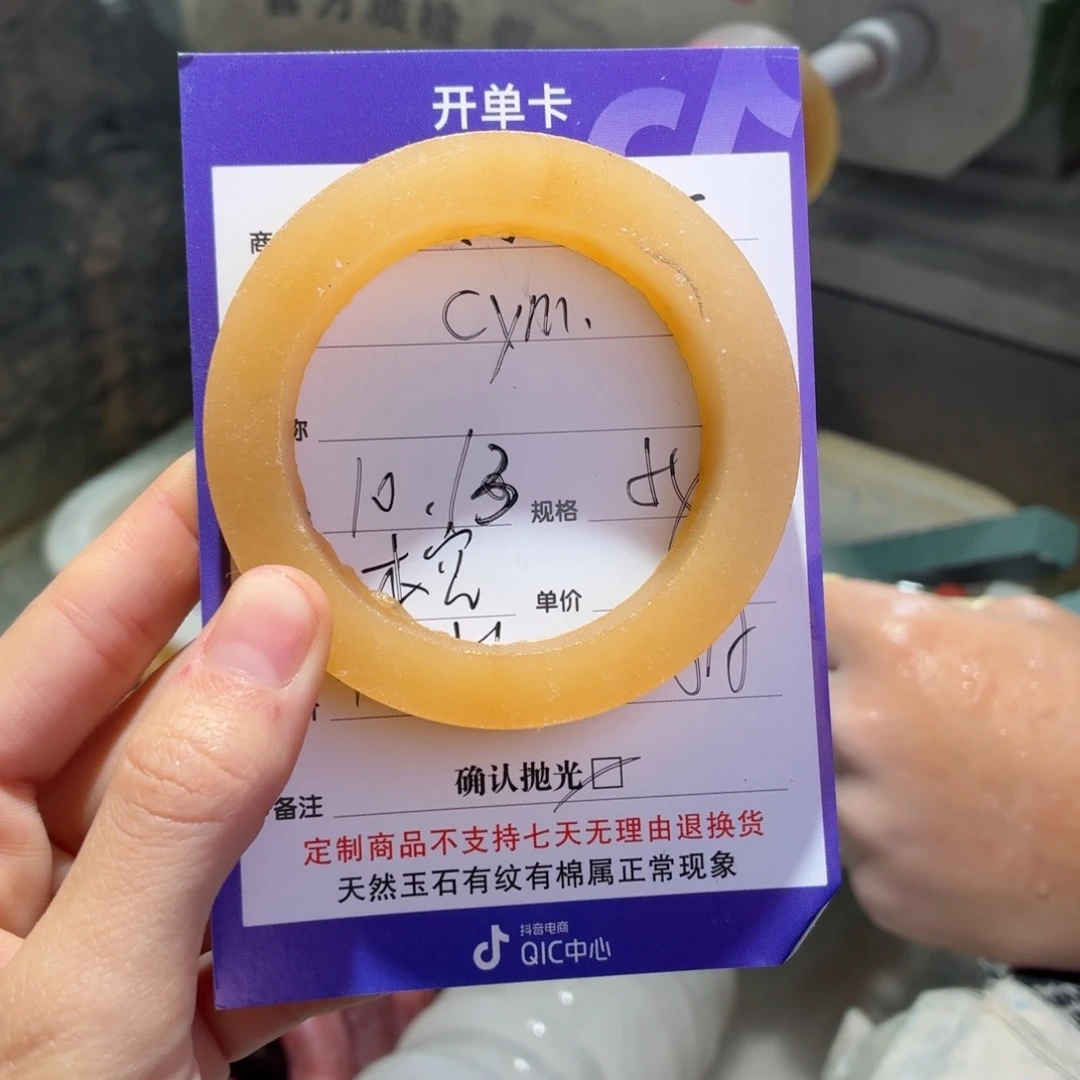 开单卡
商
cym.
你
10.13 规格
单价
价
确认抛光
备注
定制商品不支持七天无理由退换货
天然玉石有纹有棉属正常现象
抖音电商
QIC中心